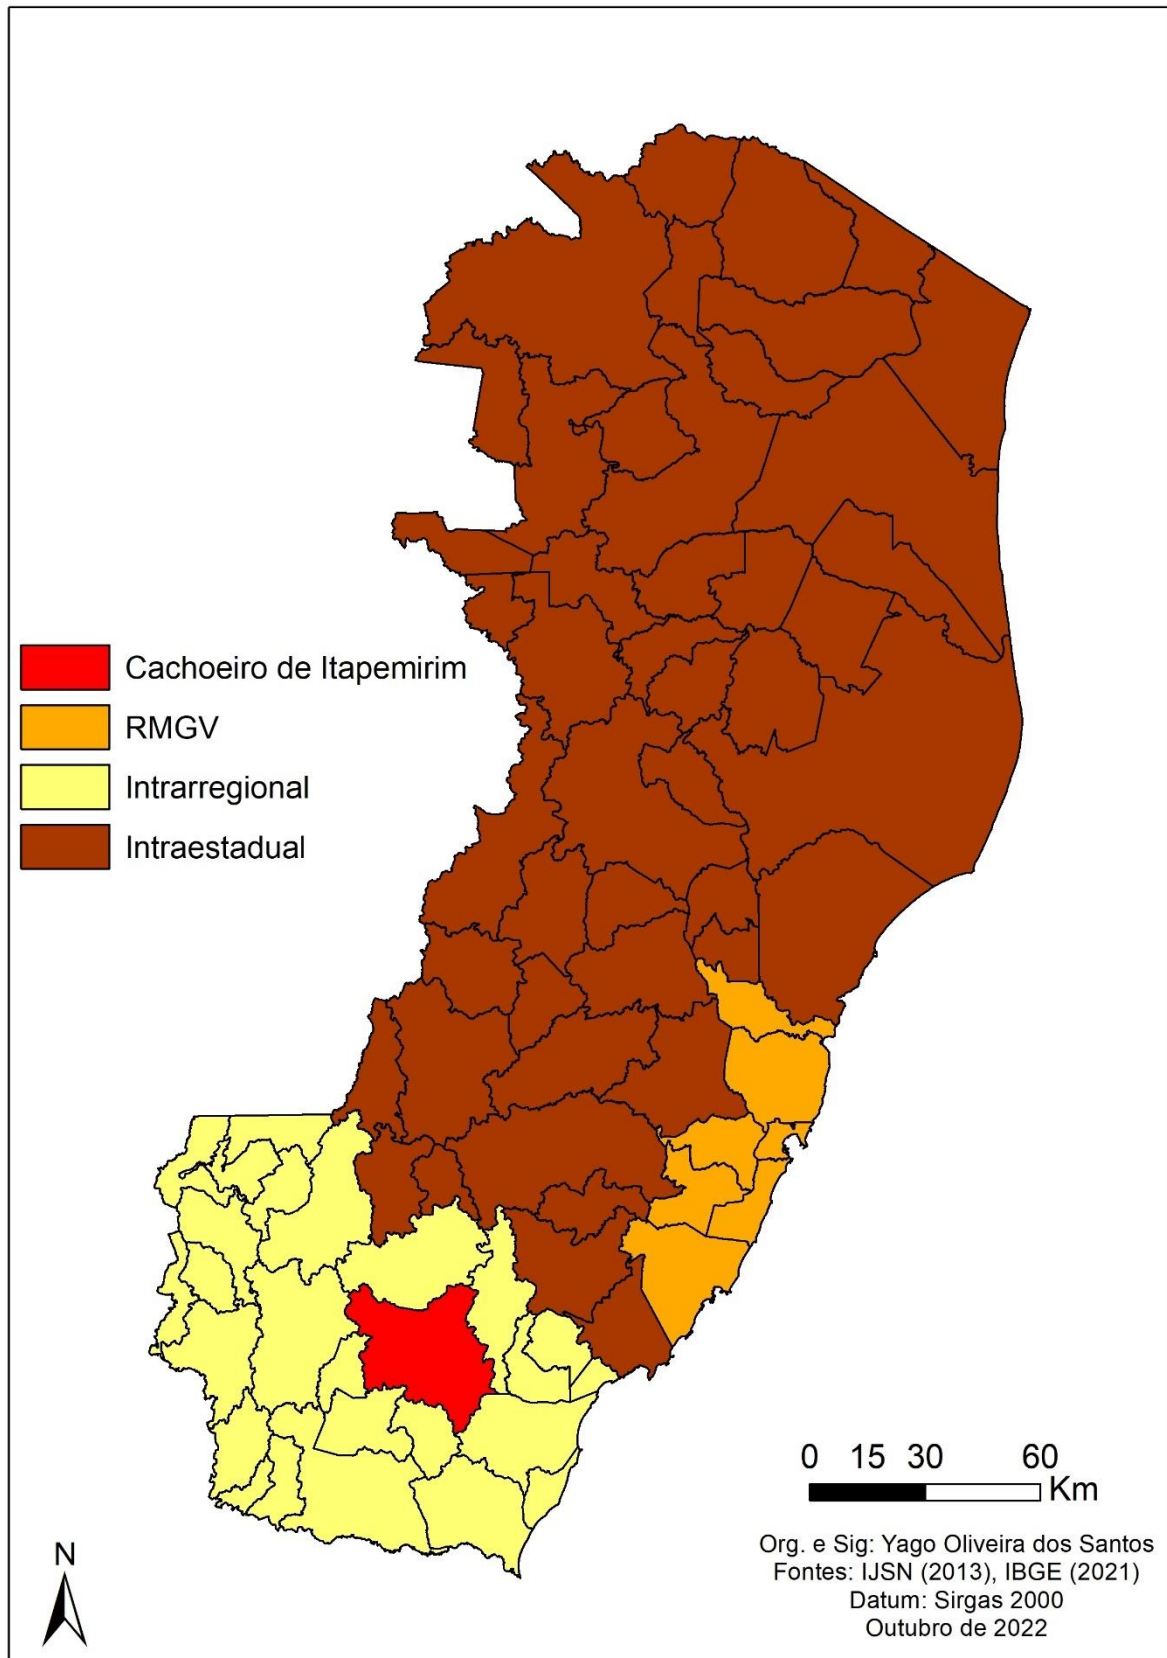 Cachoeiro de Itapemirim
RMGV
Intrarregional
Intraestadual
0 15 30 60
Km
Org. e Sig: Yago Oliveira dos Santos
Fontes: IJSN (2013), IBGE (2021)
Datum: Sirgas 2000
Outubro de 2022
N